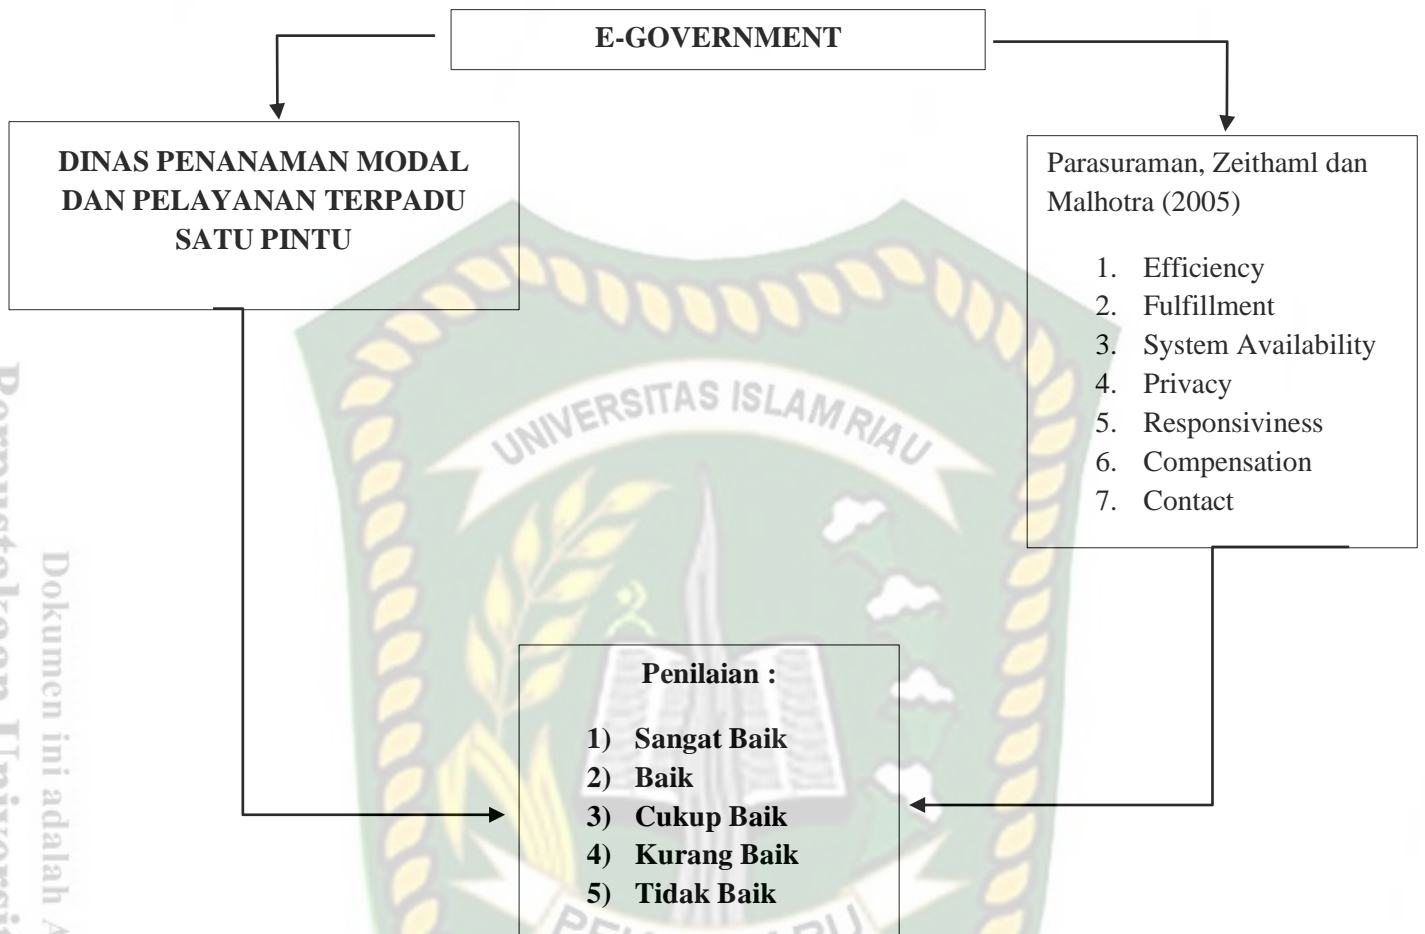 E-GOVERNMENT
DINAS PENANAMAN MODAL
DAN PELAYANAN TERPADU
SATU PINTU
Parasuraman, Zeithaml dan
Malhotra (2005)
1. Efficiency
2. Fulfillment
3. System Availability
4. Privacy
5. Responsiviness
6. Compensation
7. Contact
UNIVERSITAS ISLAM RIAU
Penilaian :
1) Sangat Baik
2) Baik
3) Cukup Baik
4) Kurang Baik
5) Tidak Baik
Dokumen ini adalah